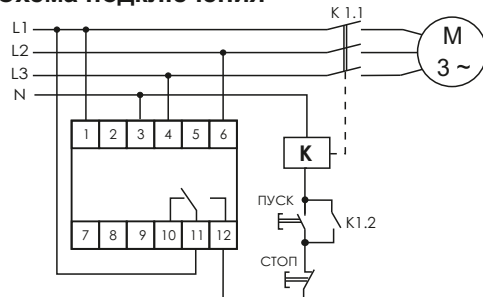 Схема подключения
K 1.1
L1
L2
L3
N
M
3 ~
1 2 3 4 5 6
K
ПУСК
K1.2
7 8 9 10 11 12
СТОП